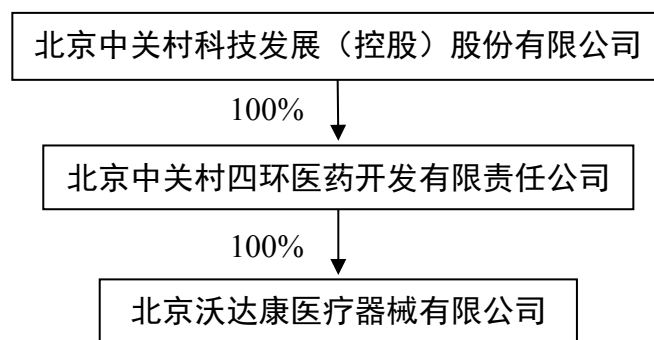 北京中关村科技发展（控股）股份有限公司
100%
北京中关村四环医药开发有限责任公司
100%
北京沃达康医疗器械有限公司